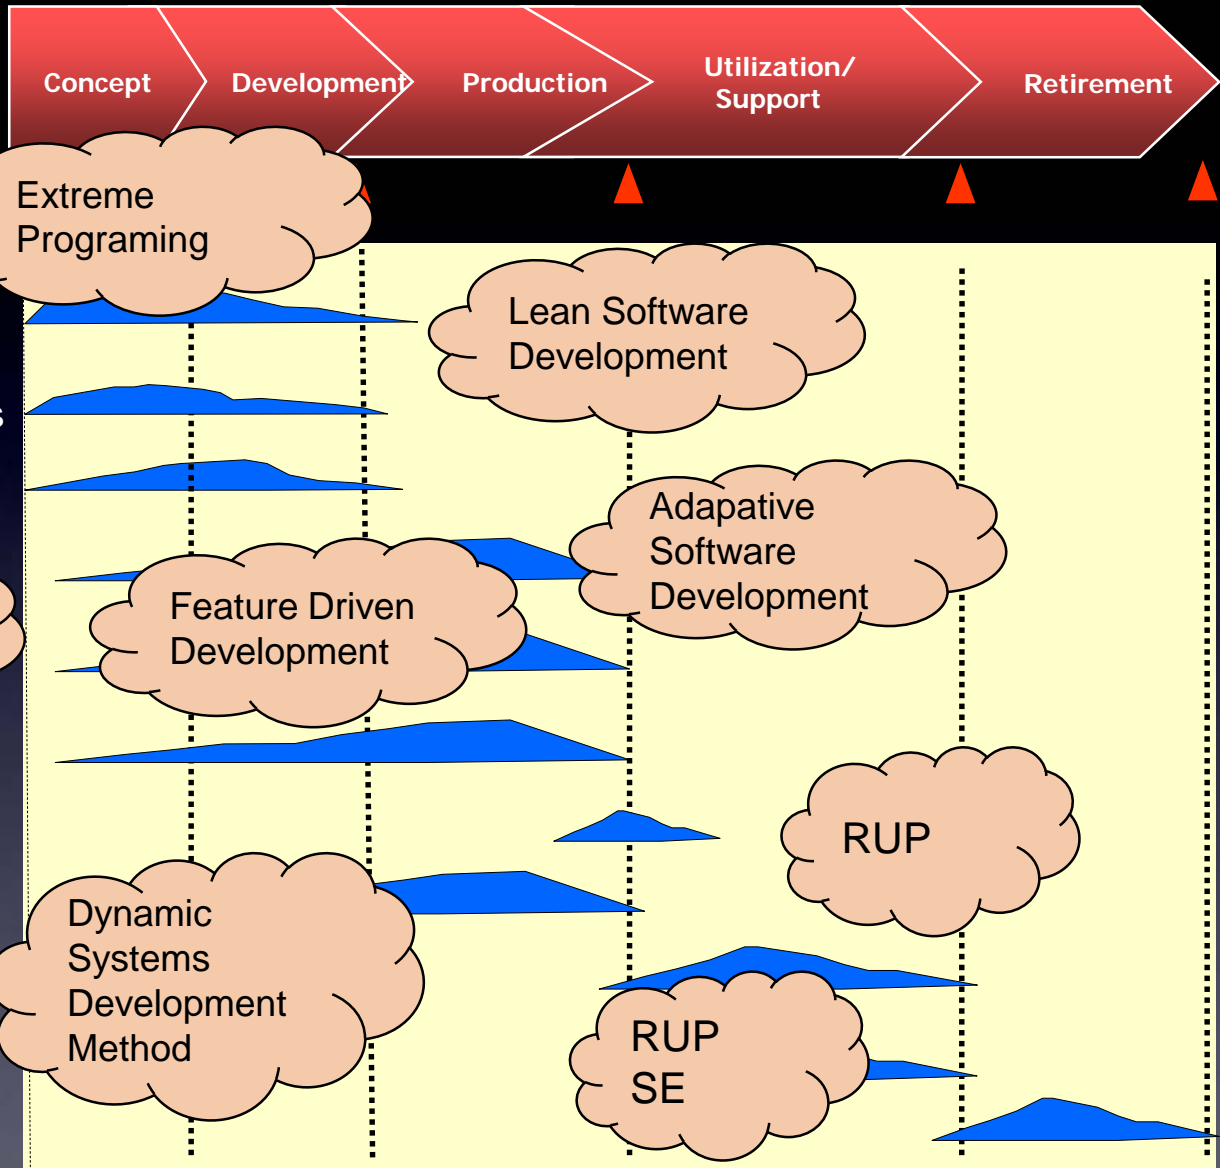 Concept
Development
Production
Utilization/
Support
Retirement
Extreme
Programing
Lean Software
Development
s
Adapative
Software
Development
Feature Driven
Development
RUP
Dynamic
Systems
Development
Method
RUP
SE